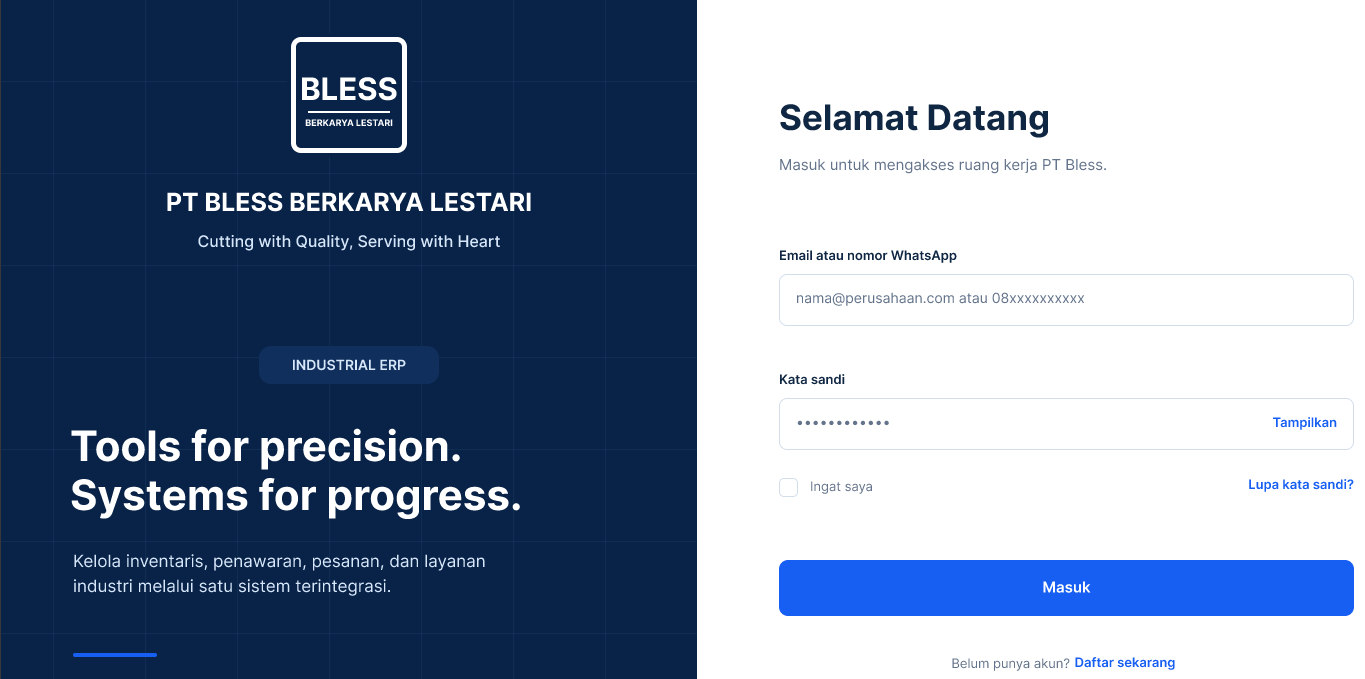 BLESS
BERKARYA LESTARI
PT BLESS BERKARYA LESTARI
Cutting with Quality, Serving with Heart
INDUSTRIAL ERP
Tools for precision.
Systems for progress.
Kelola inventaris, penawaran, pesanan, dan layanan
industri melalui satu sistem terintegrasi.
Selamat Datang
Masuk untuk mengakses ruang kerja PT Bless.
Email atau nomor WhatsApp
nama@perusahaan.com atau 08xxxxxxxxxx
Kata sandi
••••••••••••
Tampilkan
Ingat saya
Lupa kata sandi?
Masuk
Belum punya akun? Daftar sekarang